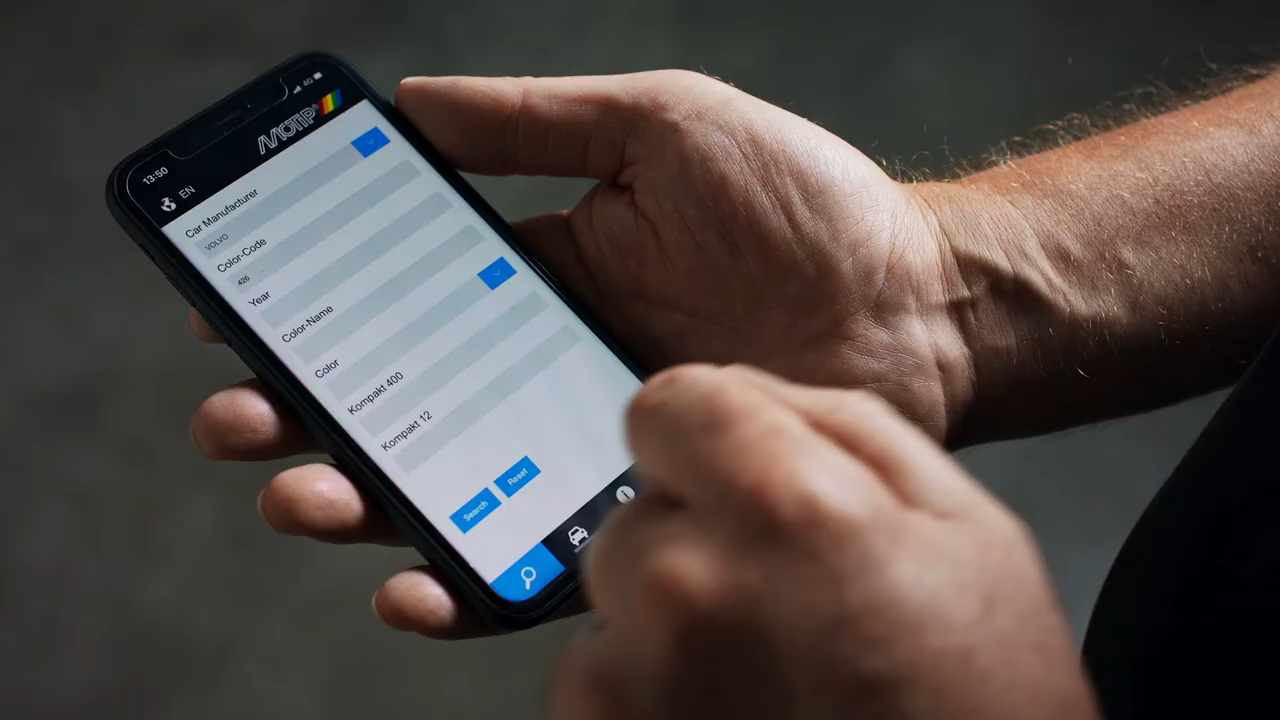 13:50
4G
EN
MOTIP®
Car Manufacturer
VOLVO
Color-Code
426
Year
Color-Name
Color
Kompakt 400
Kompakt 12
Search
Reset